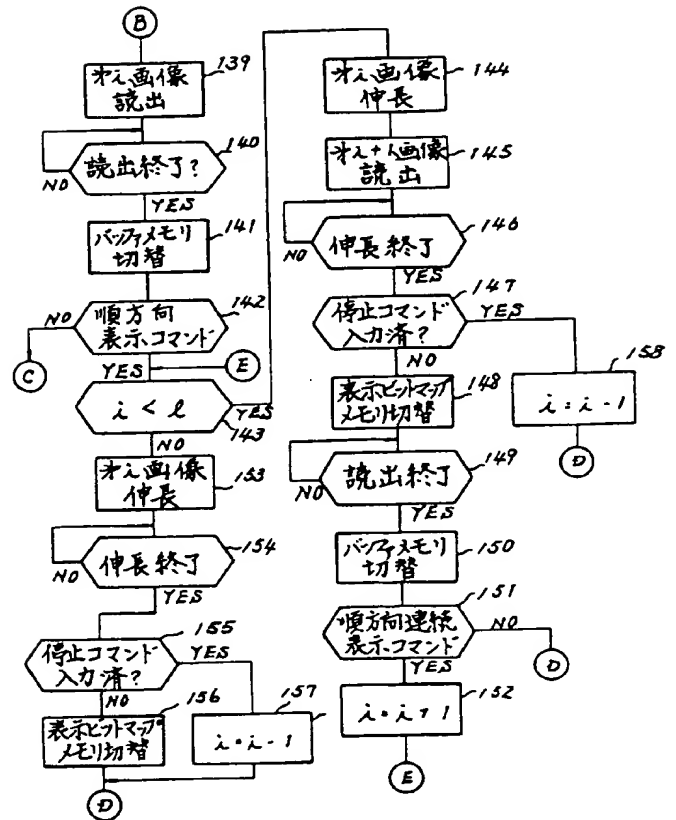 B
第i画像
読出
139
読出終了?
140
NO
YES
バッファメモリ
切替
141
順方向
表示コマンド
142
NO
C
YES
E
i < l
143
YES
NO
第i画像
伸長
153
伸長終了
154
NO
YES
停止コマンド
入力済?
155
YES
NO
表示ビットマップ
メモリ切替
156
i = i - 1
157
D
第i画像
伸長
144
第i+1画像
読出
145
伸長終了
146
NO
YES
停止コマンド
入力済?
147
YES
NO
i = i - 1
158
D
表示ビットマップ
メモリ切替
148
読出終了
149
NO
YES
バッファメモリ
切替
150
順方向連続
表示コマンド
151
NO
D
YES
i = i + 1
152
E